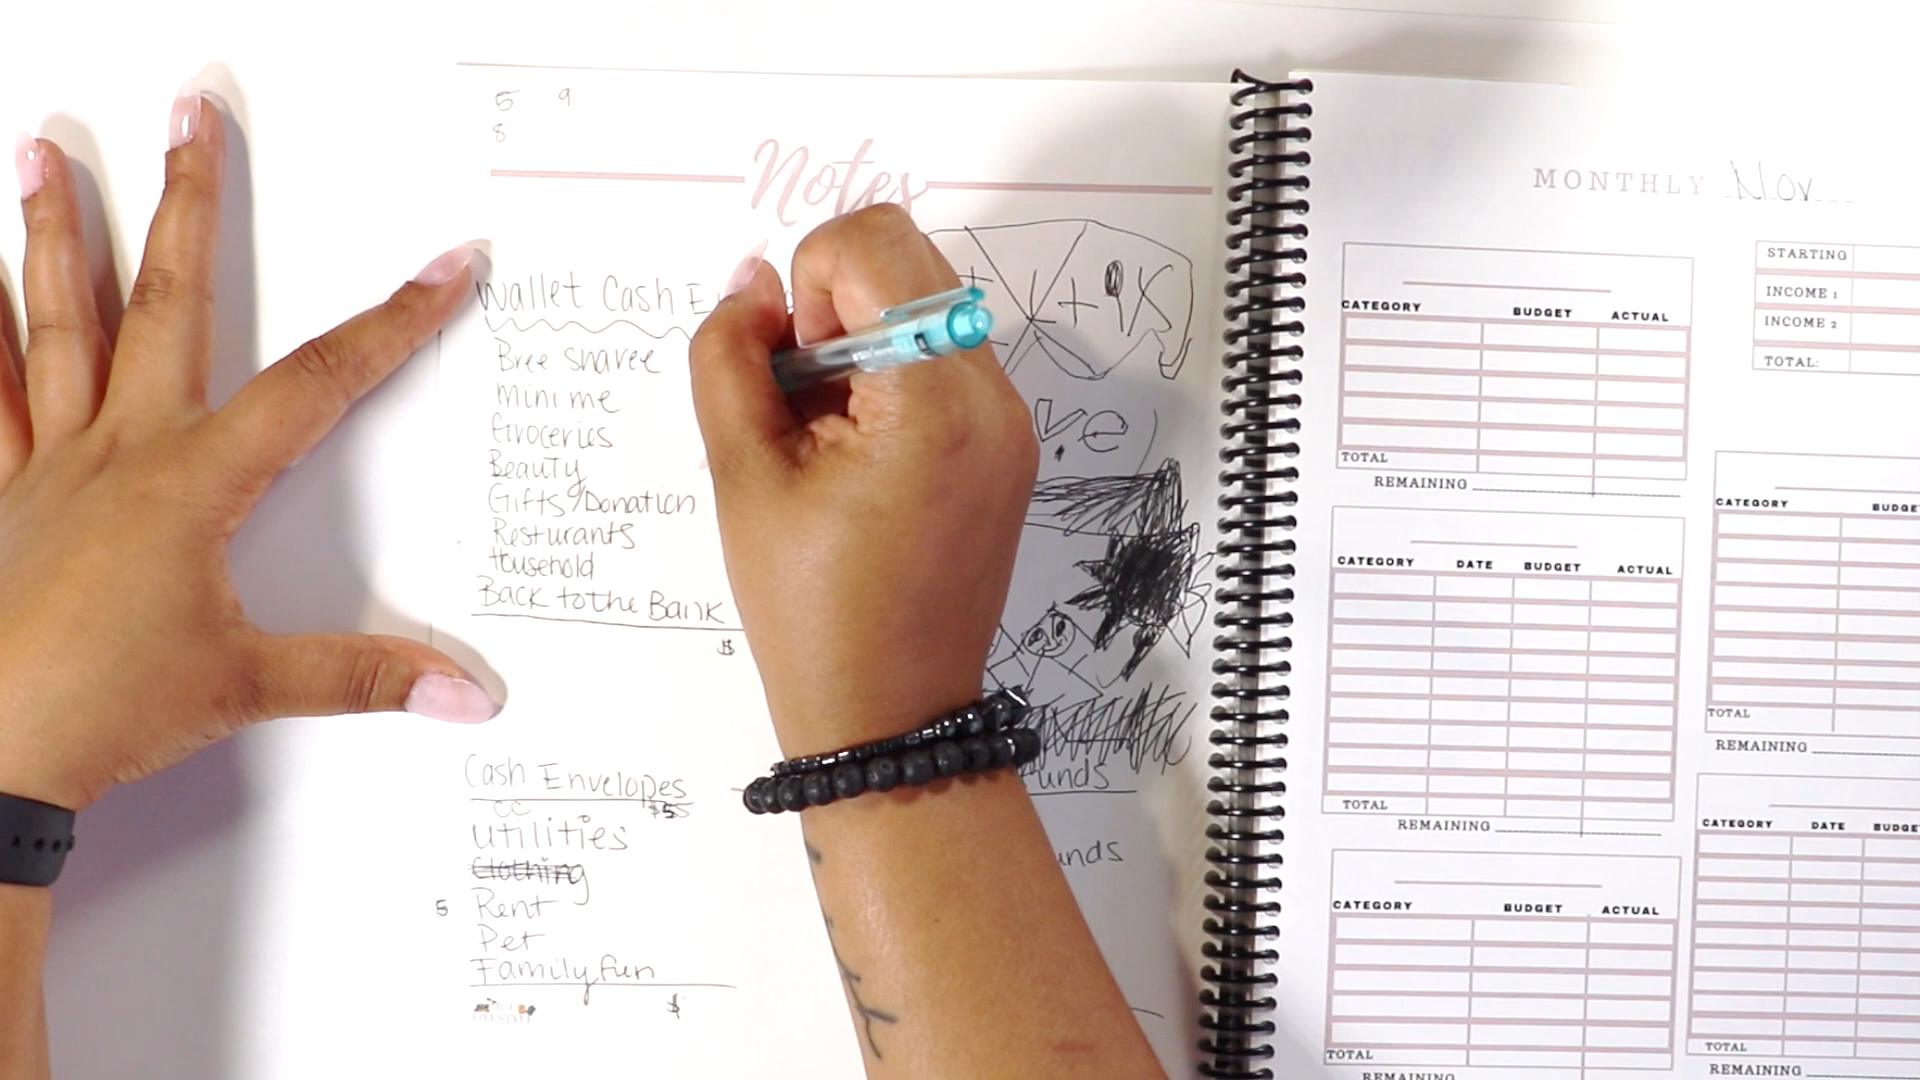 5 9
8
Notes
Wallet Cash E
Bree sharee
Mini me
Groceries
Beauty
Gifts/Donation
Resturants
Household
Back to the Bank
$
Cash Envelopes
CC $5
Utilities
Clothing
5 Rent
Pet
Family fun
$
+9K
ve
unds
unds
MONTHLY Nov
CATEGORY BUDGET ACTUAL
TOTAL
REMAINING
CATEGORY DATE BUDGET ACTUAL
TOTAL
REMAINING
CATEGORY BUDGET ACTUAL
TOTAL
REMAINING
STARTING
INCOME 1
INCOME 2
TOTAL:
CATEGORY BUDGE
TOTAL
REMAINING
CATEGORY DATE BUDGE
TOTAL
REMAINING